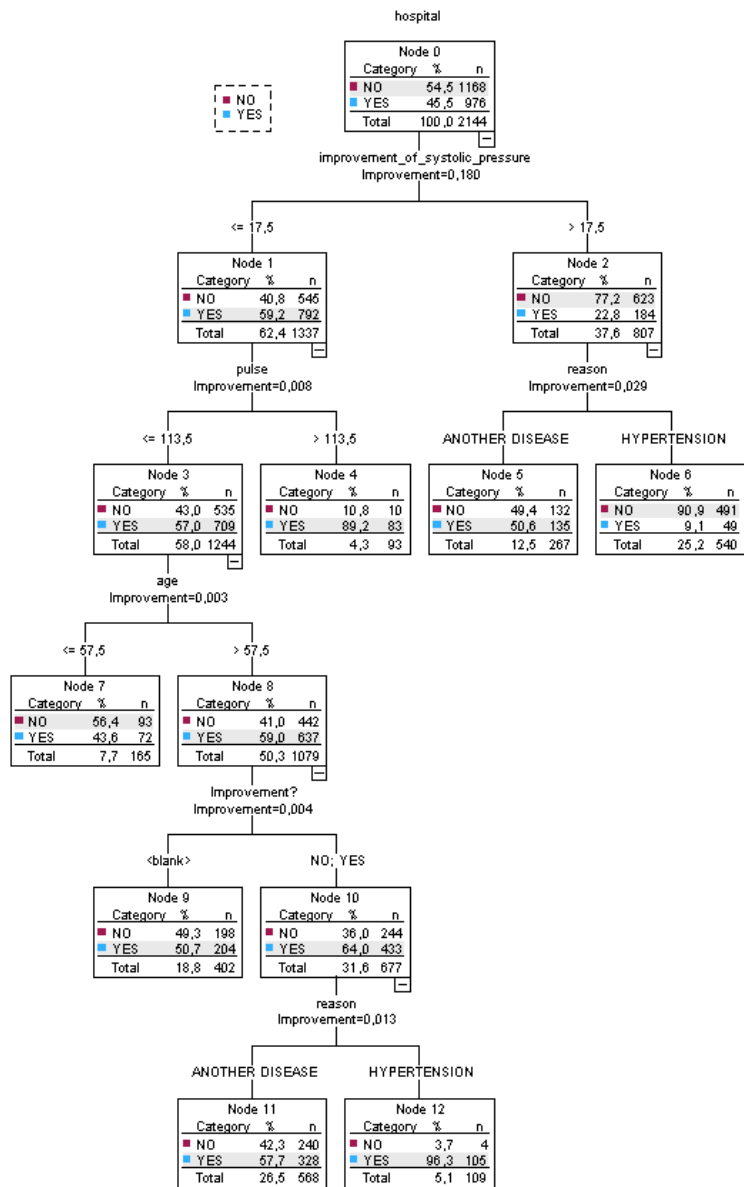 hospital
NO
YES
Node 0
Category % n
NO 54,5 1168
YES 45,5 976
Total 100,0 2144
improvement_of_systolic_pressure
Improvement=0,180
<= 17,5
> 17,5
Node 1
Category % n
NO 40,8 545
YES 59,2 792
Total 62,4 1337
Node 2
Category % n
NO 77,2 623
YES 22,8 184
Total 37,6 807
pulse
Improvement=0,008
reason
Improvement=0,029
<= 113,5
> 113,5
ANOTHER DISEASE
HYPERTENSION
Node 3
Category % n
NO 43,0 535
YES 57,0 709
Total 58,0 1244
Node 4
Category % n
NO 10,8 10
YES 89,2 83
Total 4,3 93
Node 5
Category % n
NO 49,4 132
YES 50,6 135
Total 12,5 267
Node 6
Category % n
NO 90,9 491
YES 9,1 49
Total 25,2 540
age
Improvement=0,003
<= 57,5
> 57,5
Node 7
Category % n
NO 56,4 93
YES 43,6 72
Total 7,7 165
Node 8
Category % n
NO 41,0 442
YES 59,0 637
Total 50,3 1079
Improvement?
Improvement=0,004
<blank>
NO; YES
Node 9
Category % n
NO 49,3 198
YES 50,7 204
Total 18,8 402
Node 10
Category % n
NO 36,0 244
YES 64,0 433
Total 31,6 677
reason
Improvement=0,013
ANOTHER DISEASE
HYPERTENSION
Node 11
Category % n
NO 42,3 240
YES 57,7 328
Total 26,5 568
Node 12
Category % n
NO 3,7 4
YES 96,3 105
Total 5,1 109